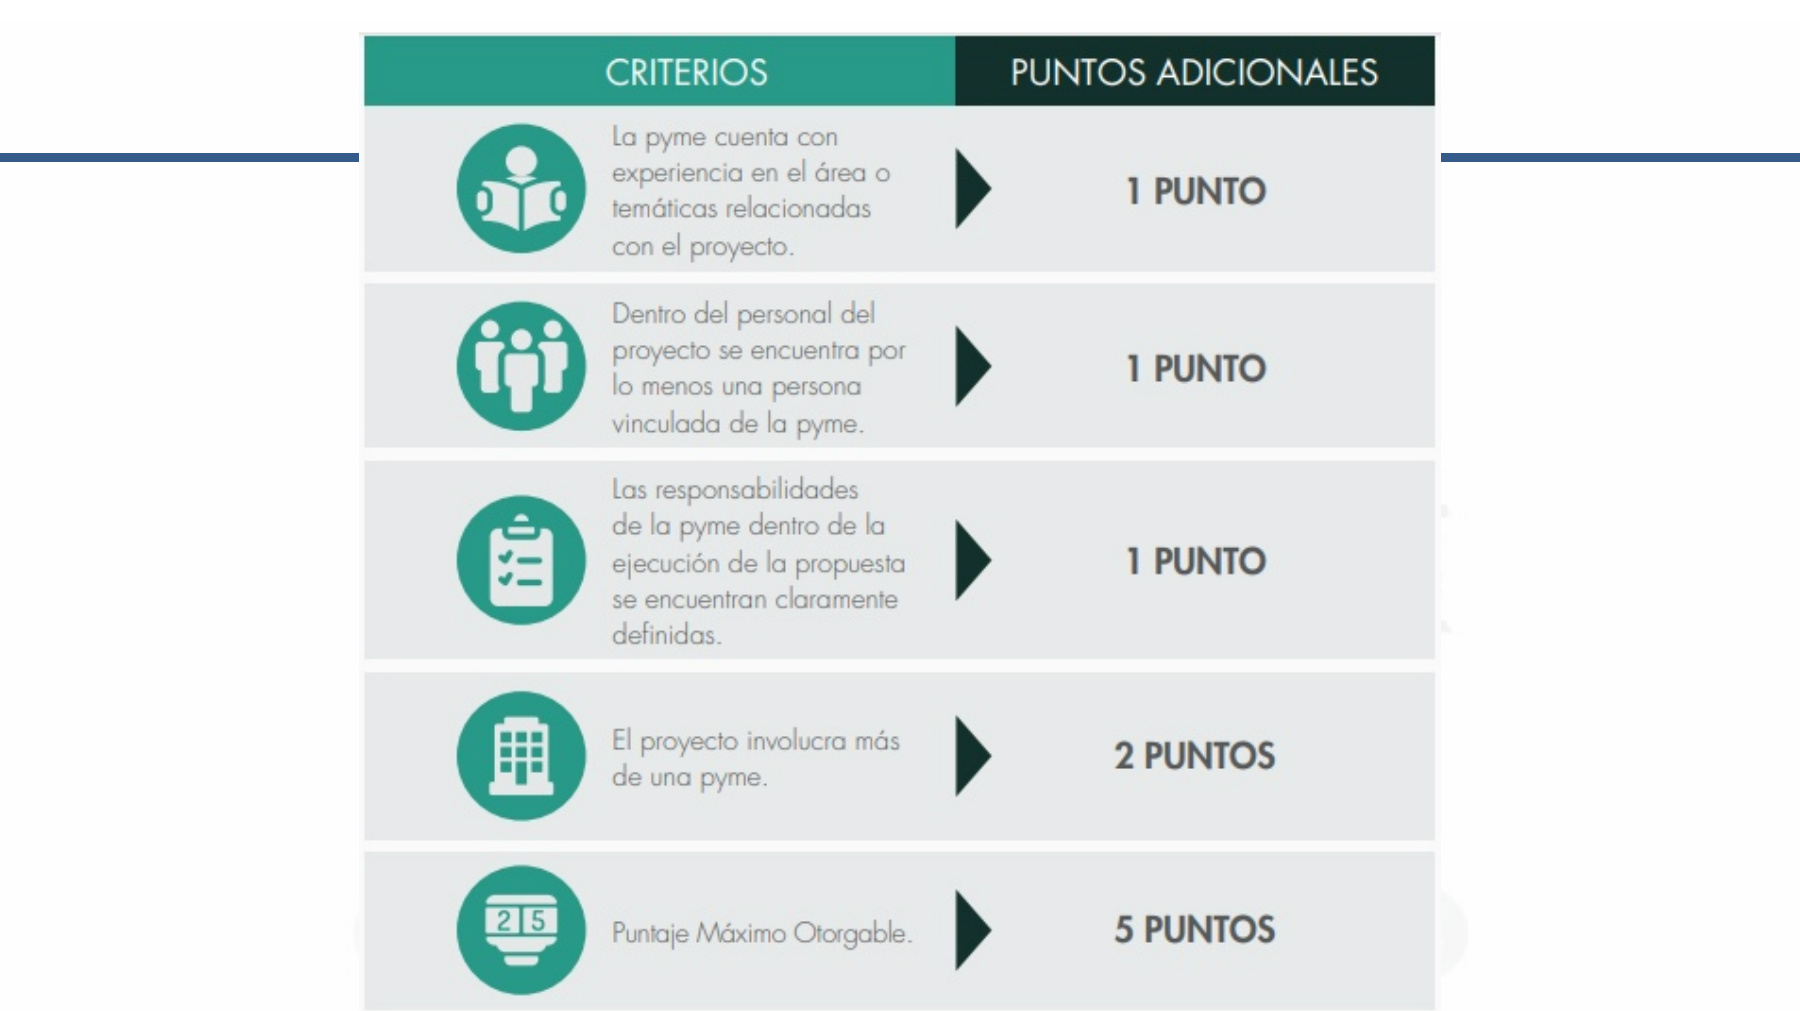 CRITERIOS
PUNTOS ADICIONALES
La pyme cuenta con
experiencia en el área o
temáticas relacionadas
con el proyecto.
1 PUNTO
Dentro del personal del
proyecto se encuentra por
lo menos una persona
vinculada de la pyme.
1 PUNTO
Las responsabilidades
de la pyme dentro de la
ejecución de la propuesta
se encuentran claramente
definidas.
1 PUNTO
El proyecto involucra más
de una pyme.
2 PUNTOS
2 5
Puntaje Máximo Otorgable.
5 PUNTOS